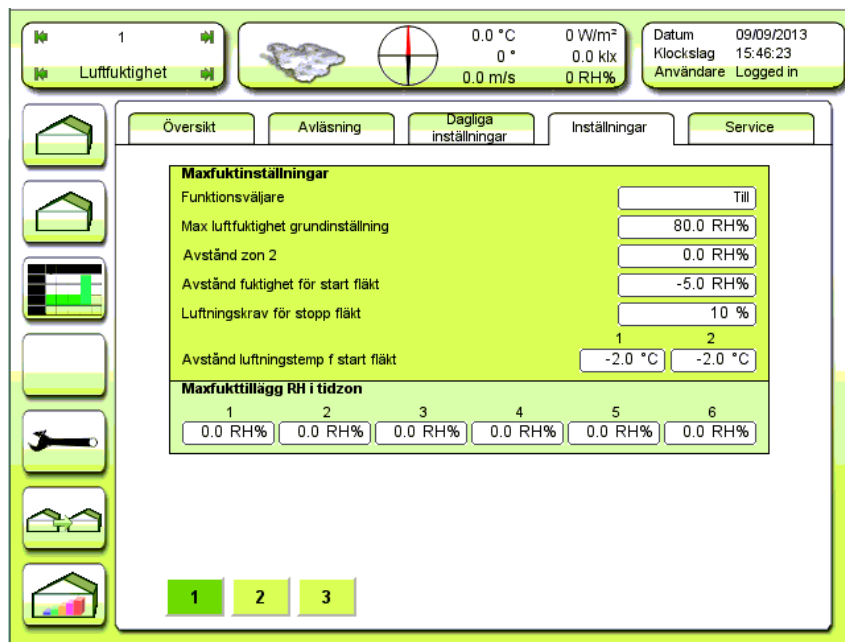 1
Luftfuktighet
0.0 °C 0 W/m²
0 ° 0.0 klx
0.0 m/s 0 RH%
Datum 09/09/2013
Klockslag 15:46:23
Användare Logged in
Översikt Avläsning Dagliga inställningar Inställningar Service
Maxfuktinställningar
Funktionsväljare Till
Max luftfuktighet grundinställning 80.0 RH%
Avstånd zon 2 0.0 RH%
Avstånd fuktighet för start fläkt -5.0 RH%
Luftningskrav för stopp fläkt 10 %
1 2
Avstånd luftningstemp f start fläkt -2.0 °C -2.0 °C
Maxfukttillägg RH i tidzon
1 2 3 4 5 6
0.0 RH% 0.0 RH% 0.0 RH% 0.0 RH% 0.0 RH% 0.0 RH%
1 2 3